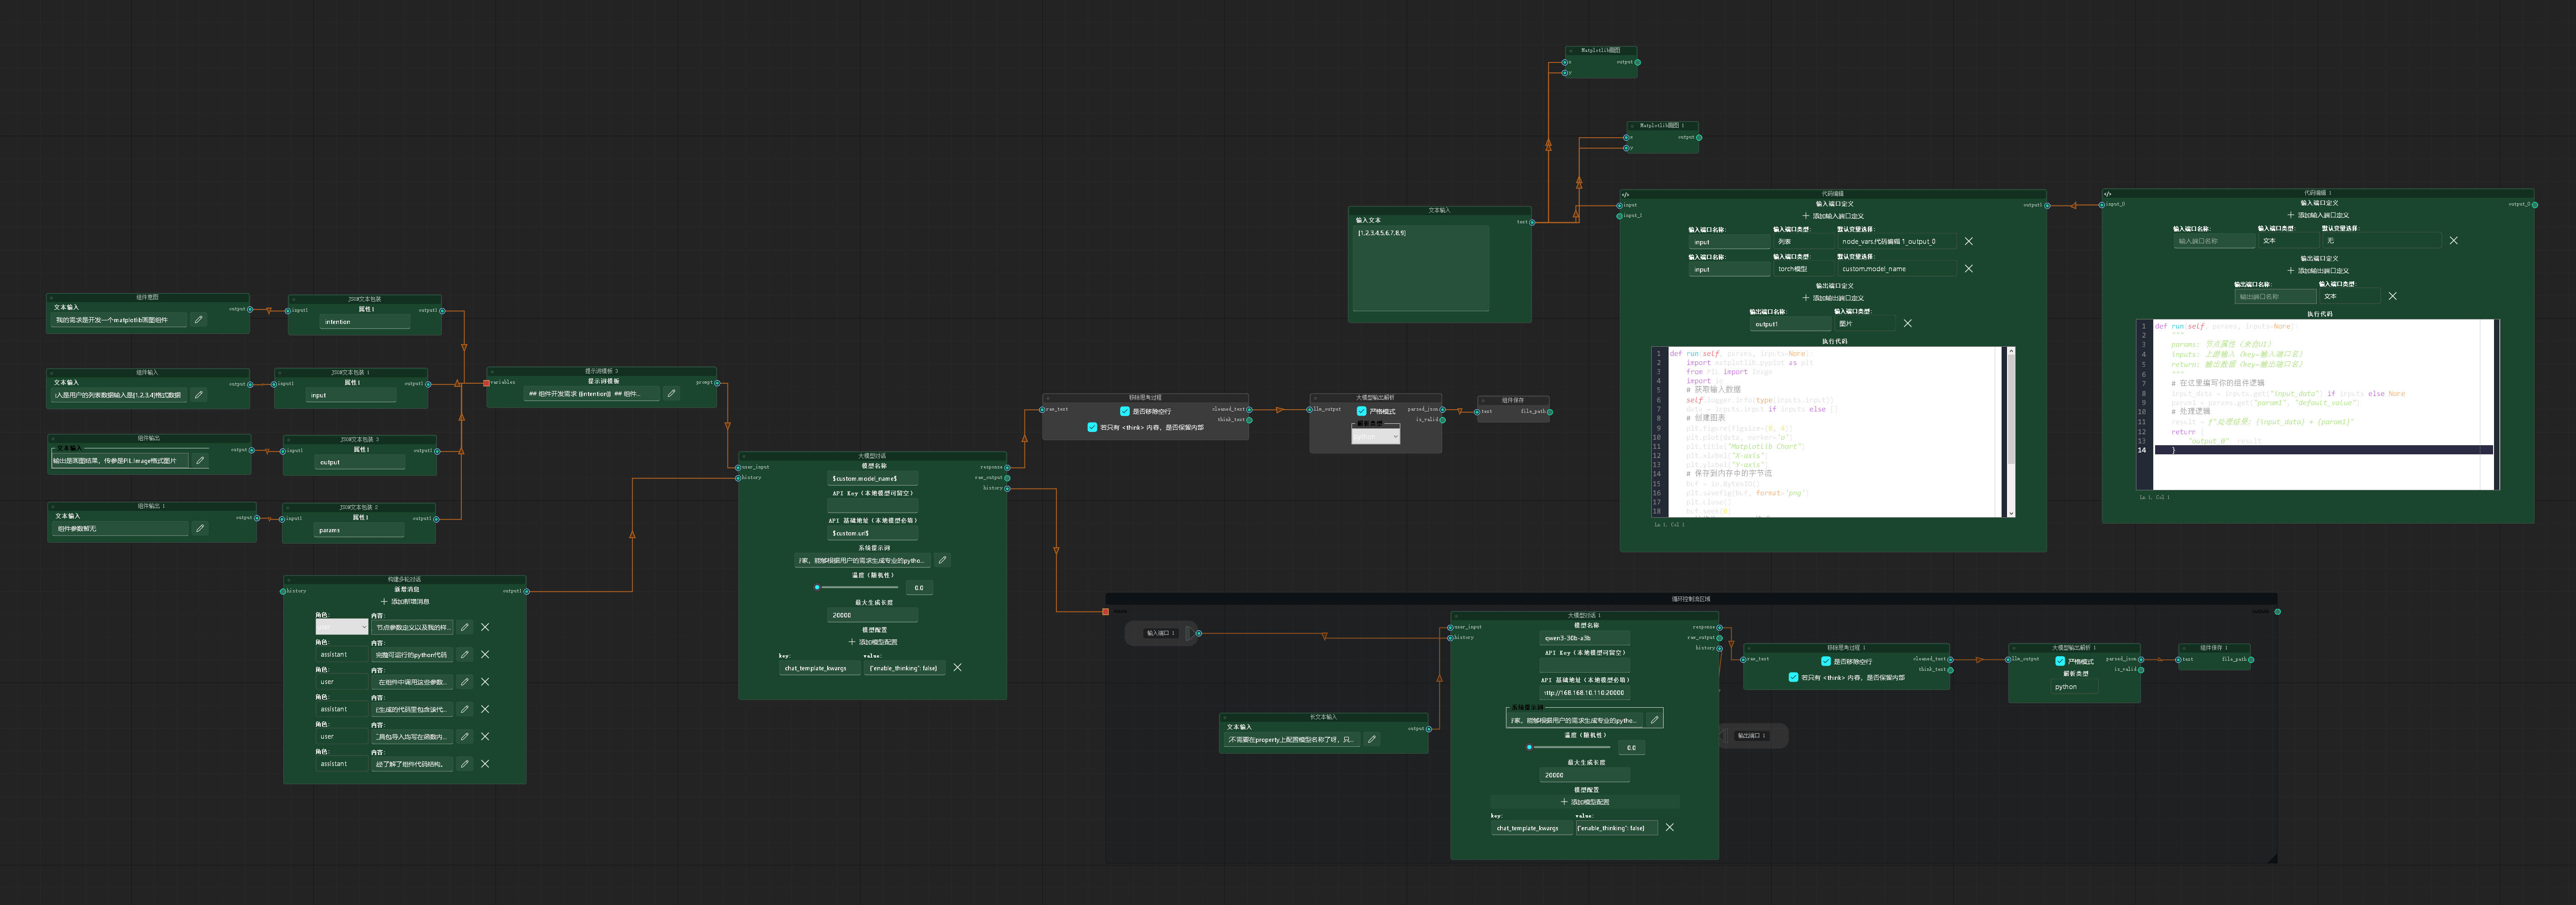 Matplotlib画图
x
output
y
Matplotlib画图 1
x
output
y
文本输入
输入文本
text
[1,2,3,4,5,6,7,8,9]
</>
代码编辑
input
输入端口定义
output1
input_1
添加输入端口定义
输入端口名称:
输入端口类型:
默认变量选择:
input
列表
node_vars.代码编辑 1_output_0
输入端口名称:
输入端口类型:
默认变量选择:
input
torch模型
custom.model_name
输出端口定义
添加输出端口定义
输出端口名称:
输入端口类型:
output1
图片
执行代码
1 def run(self, params, inputs=None):
2 import matplotlib.pyplot as plt
3 from PIL import Image
4 import io
5 # 获取输入数据
6 self.logger.info(type(inputs.input))
7 data = inputs.input if inputs else []
8 # 创建图表
9 plt.figure(figsize=(8, 4))
10 plt.plot(data, marker='o')
11 plt.title("Matplotlib Chart")
12 plt.xlabel("X-axis")
13 plt.ylabel("Y-axis")
14 # 保存到内存中的字节流
15 buf = io.BytesIO()
16 plt.savefig(buf, format='png')
17 plt.close()
18 buf.seek(0)
Ln 1, Col 1
</>
代码编辑 1
input_0
输入端口定义
output_0
添加输入端口定义
输入端口名称:
输入端口类型:
默认变量选择:
输入端口名称
文本
无
输出端口定义
添加输出端口定义
输出端口名称:
输入端口类型:
输出端口名称
文本
执行代码
1 def run(self, params, inputs=None):
2 """
3 params: 节点属性（来自UI）
4 inputs: 上游输入（key=输入端口名）
5 return: 输出数据（key=输出端口名）
6 """
7 # 在这里编写你的组件逻辑
8 input_data = inputs.get("input_data") if inputs else None
9 param1 = params.get("param1", "default_value")
10 # 处理逻辑
11 result = f"处理结果: {input_data} + {param1}"
12 return {
13 "output_0": result
14 }
Ln 1, Col 1
组件意图
文本输入
output
我的需求是开发一个matplotlib画图组件
JSON文本包装
input1
属性1
output1
intention
组件输入
文本输入
output
入是用户的列表数据输入是[1,2,3,4]格式数据
JSON文本包装 1
input1
属性1
output1
input
组件输出
文本输入
output
输出是画图结果，传参是PIL.Image格式图片
JSON文本包装 3
input1
属性1
output1
output
组件输出 1
文本输入
output
组件参数暂无
JSON文本包装 2
input1
属性1
output1
params
提示词模板 3
variables
提示词模板
prompt
## 组件开发需求 {{intention}} ## 组件...
构建多轮对话
history
新增消息
output1
添加新增消息
角色:
内容:
节点参数定义以及我的样...
角色:
内容:
assistant
完整可运行的python代码
角色:
内容:
user
在组件中调用这些参数...
角色:
内容:
assistant
生成的代码里包含该代...
角色:
内容:
user
具包导入均写在函数内...
角色:
内容:
assistant
经了解了组件代码结构。
大模型对话
user_input
模型名称
response
history
$custom.model_name$
raw_output
API Key（本地模型可留空）
history
API 基础地址（本地模型必填）
$custom.url$
系统提示词
家，能够根据用户的需求生成专业的pytho...
温度（随机性）
0.0
最大生成长度
20000
模型配置
添加模型配置
key:
value:
chat_template_kwargs
{"enable_thinking": false}
移除思考过程
raw_text
是否移除空行
cleaned_text
think_text
若只有 <think> 内容，是否保留内部
大模型输出解析
llm_output
严格模式
parsed_json
is_valid
解析类型
python
组件保存
text
file_path
循环控制流区域
输入端口 1
长文本输入
文本输入
output
不需要在property上配置模型名称了呀，只...
大模型对话 1
user_input
模型名称
response
history
qwen3-30b-a3b
raw_output
API Key（本地模型可留空）
history
API 基础地址（本地模型必填）
http://168.168.10.110:20000
系统提示词
家，能够根据用户的需求生成专业的pytho...
温度（随机性）
0.0
最大生成长度
20000
模型配置
添加模型配置
key:
value:
chat_template_kwargs
{"enable_thinking": false}
输出端口 1
移除思考过程 1
raw_text
是否移除空行
cleaned_text
think_text
若只有 <think> 内容，是否保留内部
大模型输出解析 1
llm_output
严格模式
parsed_json
is_valid
解析类型
python
组件保存 1
text
file_path